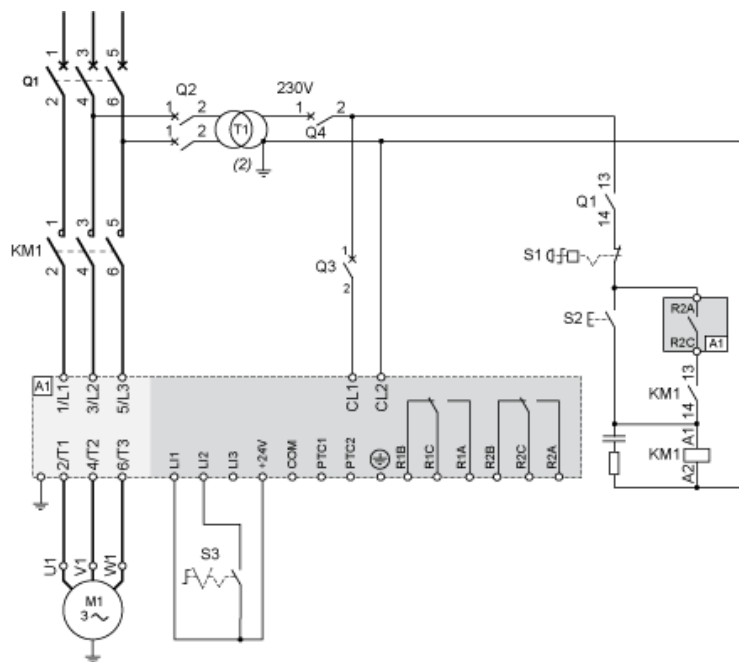 1 3 5
Q1
2 4 6
Q2
1 2
1 2
T1
(2)
230V
1 2
Q4
13
Q1
14
1 3 5
KM1
2 4 6
1
Q3
2
S1
S2
R2A
R2C
A1
13
KM1
14
A1
KM1
A2
A1
1/L1 3/L2 5/L3
CL1 CL2
2/T1 4/T2 6/T3
LI1 LI2 LI3 +24V COM PTC1 PTC2 R1B R1C R1A R2B R2C R2A
S3
U1 V1 W1
M1
3